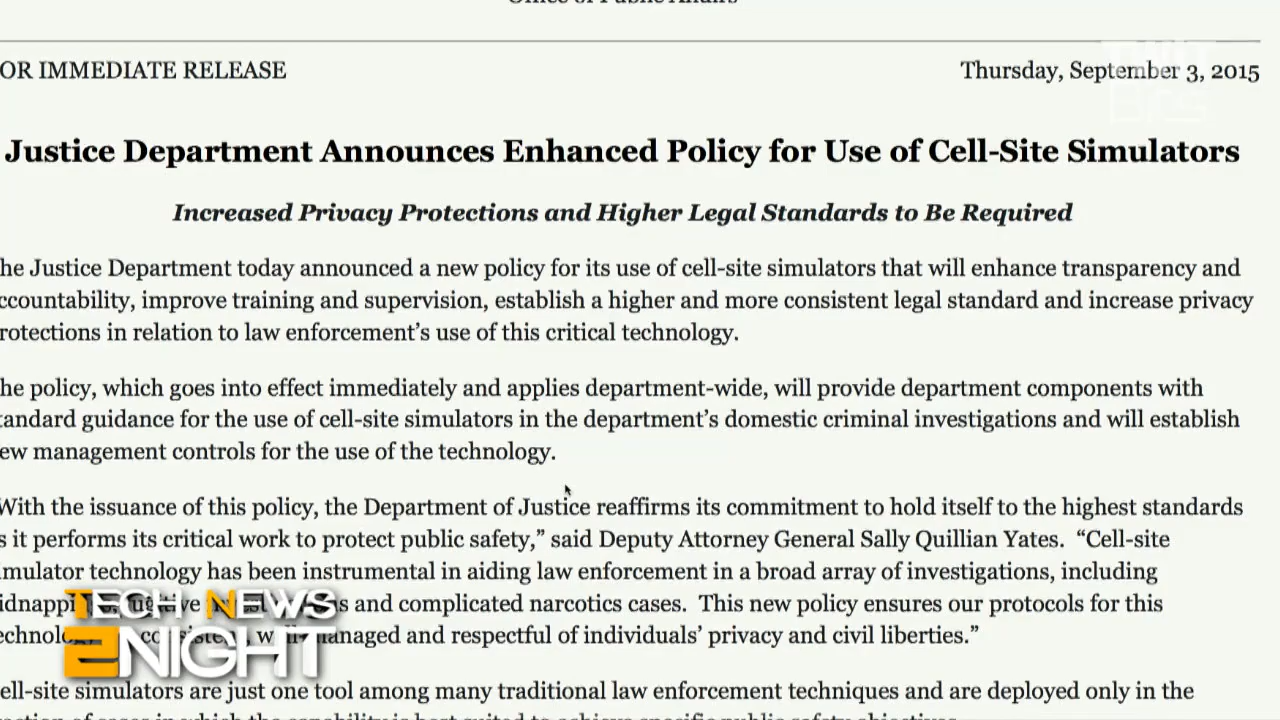 Office of Public Affairs
OR IMMEDIATE RELEASE
Thursday, September 3, 2015
Justice Department Announces Enhanced Policy for Use of Cell-Site Simulators
Increased Privacy Protections and Higher Legal Standards to Be Required
he Justice Department today announced a new policy for its use of cell-site simulators that will enhance transparency and
ccountability, improve training and supervision, establish a higher and more consistent legal standard and increase privacy
rotections in relation to law enforcement’s use of this critical technology.
he policy, which goes into effect immediately and applies department-wide, will provide department components with
tandard guidance for the use of cell-site simulators in the department’s domestic criminal investigations and will establish
ew management controls for the use of the technology.
With the issuance of this policy, the Department of Justice reaffirms its commitment to hold itself to the highest standards
s it performs its critical work to protect public safety,” said Deputy Attorney General Sally Quillian Yates.  “Cell-site
imulator technology has been instrumental in aiding law enforcement in a broad array of investigations, including
and complicated narcotics cases.  This new policy ensures our protocols for this
managed and respectful of individuals’ privacy and civil liberties.”
ell-site simulators are just one tool among many traditional law enforcement techniques and are deployed only in the
TECH NEWS
2NIGHT